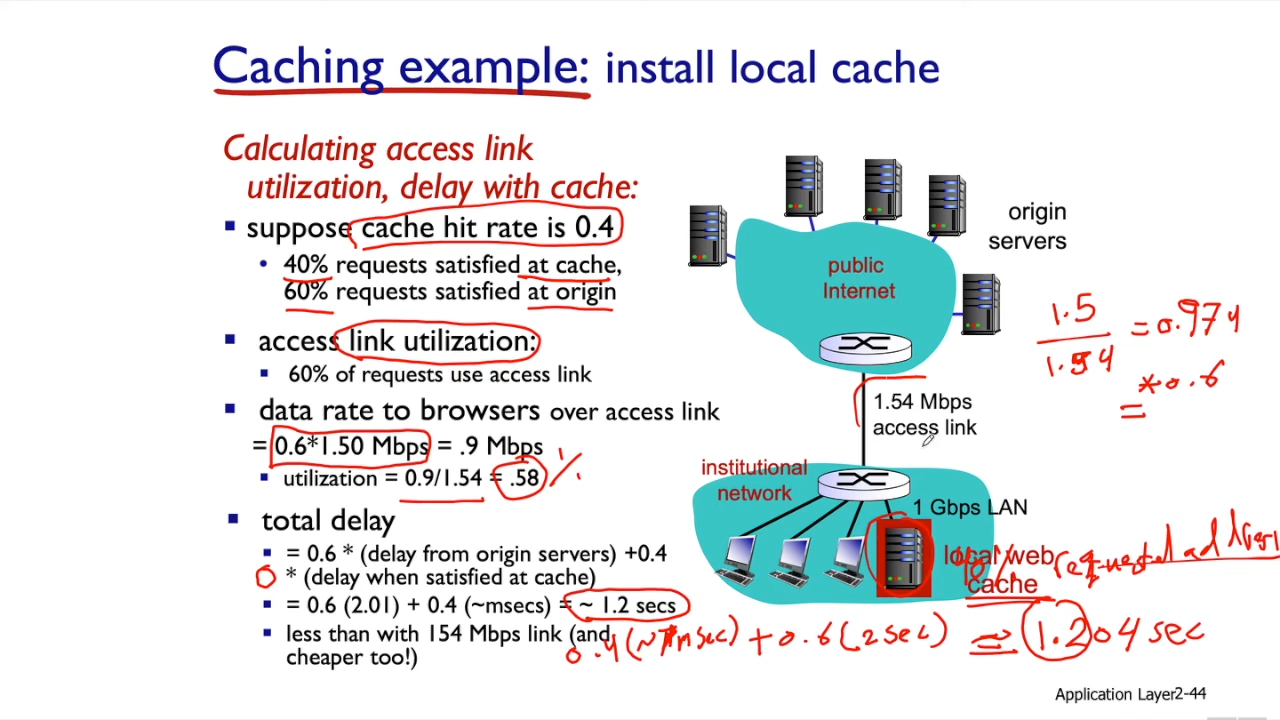 Caching example: install local cache
Calculating access link
utilization, delay with cache:
▪ suppose cache hit rate is 0.4
• 40% requests satisfied at cache,
60% requests satisfied at origin
▪ access link utilization:
▪ 60% of requests use access link
▪ data rate to browsers over access link
= 0.6*1.50 Mbps = .9 Mbps
▪ utilization = 0.9/1.54 = .58 %
▪ total delay
▪ = 0.6 * (delay from origin servers) +0.4
* (delay when satisfied at cache)
▪ = 0.6 (2.01) + 0.4 (~msecs) = ~ 1.2 secs
▪ less than with 154 Mbps link (and
cheaper too!)
origin
servers
public
Internet
1.5
1.54
= 0.974
*0.6
=
1.54 Mbps
access link
institutional
network
1 Gbps LAN
local web
cache
requested
+ 0.6 (2 sec) = 1.204 sec
Application Layer2-44